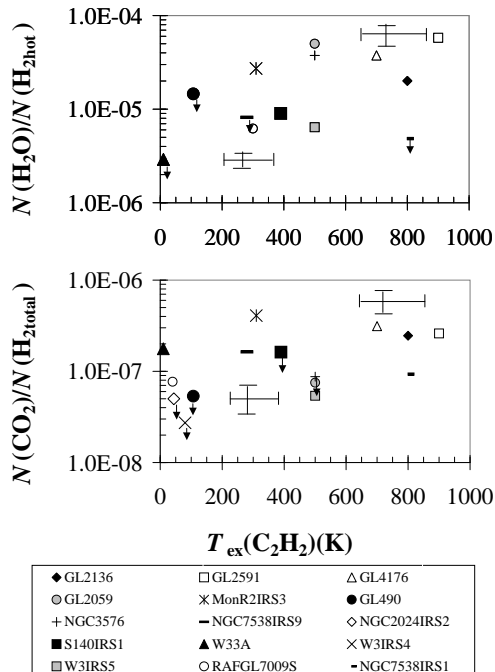 1.0E-04
1.0E-05
1.0E-06
N(H₂O)/N(H₂hot)
0 200 400 600 800 1000
1.0E-06
1.0E-07
1.0E-08
N(CO₂)/N(H₂total)
0 200 400 600 800 1000
T ex(C₂H₂)(K)
GL2136 GL2591 GL4176
GL2059 MonR2IRS3 GL490
NGC3576 NGC7538IRS9 NGC2024IRS2
S140IRS1 W33A W3IRS4
W3IRS5 RAFGL7009S NGC7538IRS1